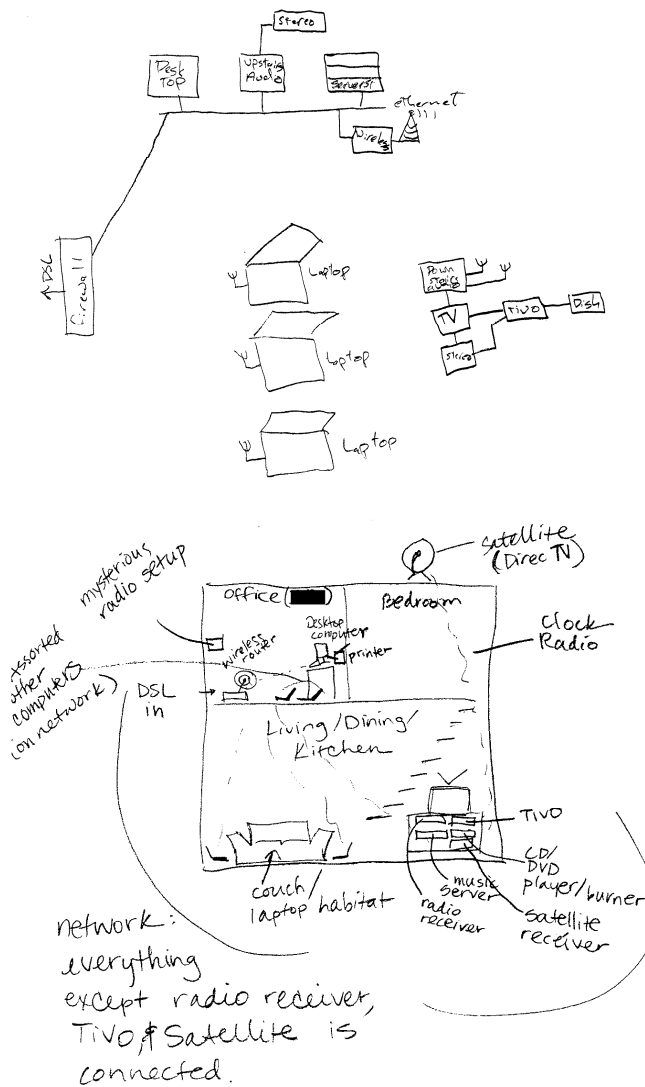 Stereo
Desk
TOP
Upstairs
Audio
Servers
ethernet
Wireless
DSL
Firewall
Laptop
Laptop
Laptop
Down
stairs
audio
TV
TiVo
Dish
Stereo
satellite
(Direc TV)
mysterious
radio setup
office
Bedroom
Clock
Radio
Desktop
computer
printer
wireless
router
Assorted
other
computers
(on network)
DSL
in
Living/Dining/
Kitchen
TiVO
CD/
DVD
player/burner
satellite
receiver
music
server
radio
receiver
couch/
laptop habitat
network:
everything
except radio receiver,
TiVO, & Satellite is
connected.